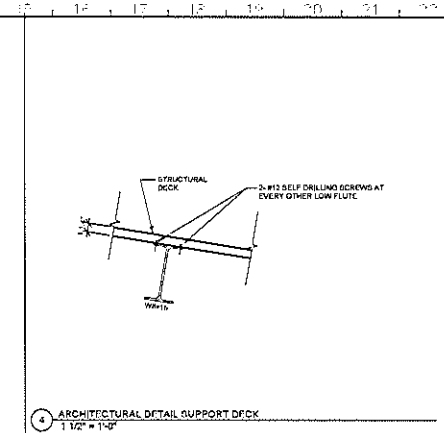 16 17 18 19 20 21 22
STRUCTURAL
DECK
2- #12 SELF DRILLING SCREWS AT
EVERY OTHER LOW FLUTE
4
ARCHITECTURAL DETAIL SUPPORT DECK
1 1/2" = 1'-0"